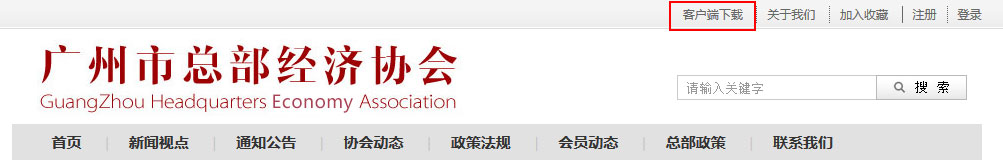 客户端下载 关于我们 加入收藏 注册 登录
广州市总部经济协会
GuangZhou Headquarters Economy Association
请输入关键字 搜 索
首页 新闻视点 通知公告 协会动态 政策法规 会员动态 总部政策 联系我们